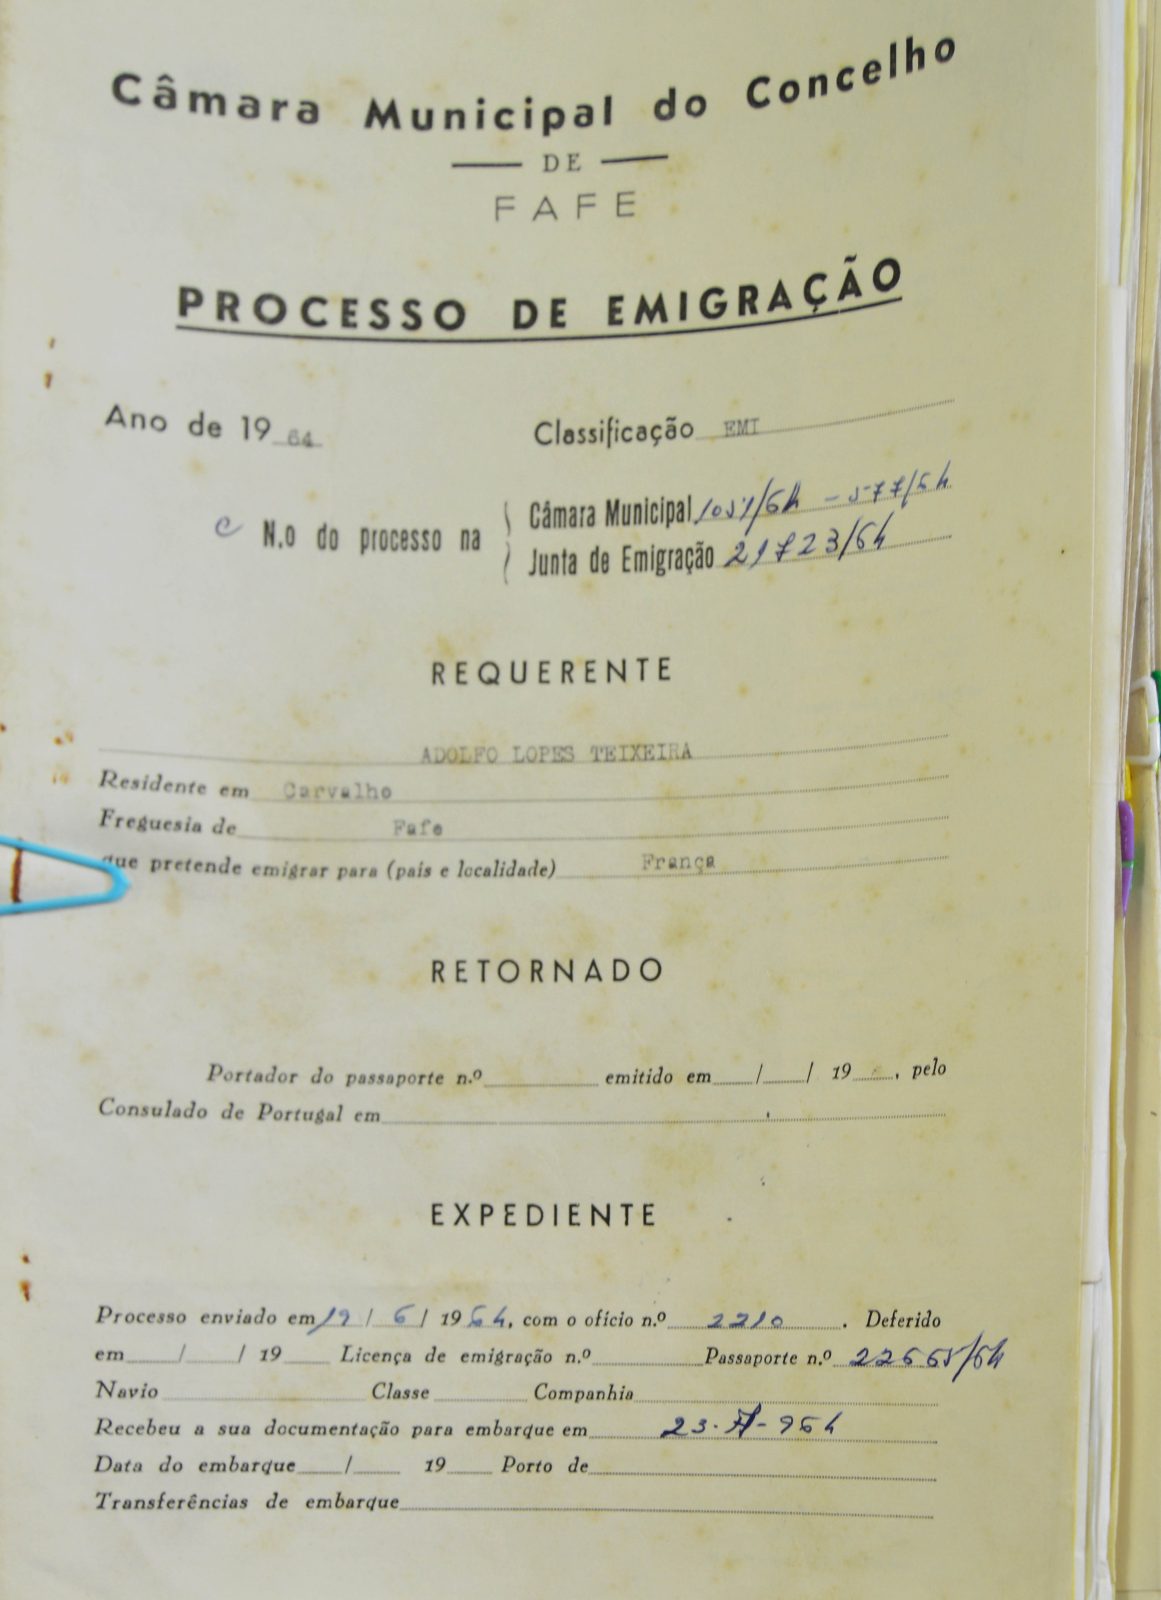 Câmara Municipal do Concelho
DE
FAFE
PROCESSO DE EMIGRAÇÃO
Ano de 19 64 Classificação EMI
N.o do processo na Câmara Municipal 1051/64 - 577/64
Junta de Emigração 21723/64
REQUERENTE
ADOLFO LOPES TEIXEIRA
Residente em Carvalho
Freguesia de Fafe
que pretende emigrar para (país e localidade) França
RETORNADO
Portador do passaporte n.º emitido em / / 19 , pelo
Consulado de Portugal em
EXPEDIENTE
Processo enviado em 19 / 6 / 1964, com o ofício n.º 2210 . Deferido
em / / 19 Licença de emigração n.º Passaporte n.º 22665/64
Navio Classe Companhia
Recebeu a sua documentação para embarque em 23- -964
Data do embarque / 19 Porto de
Transferências de embarque